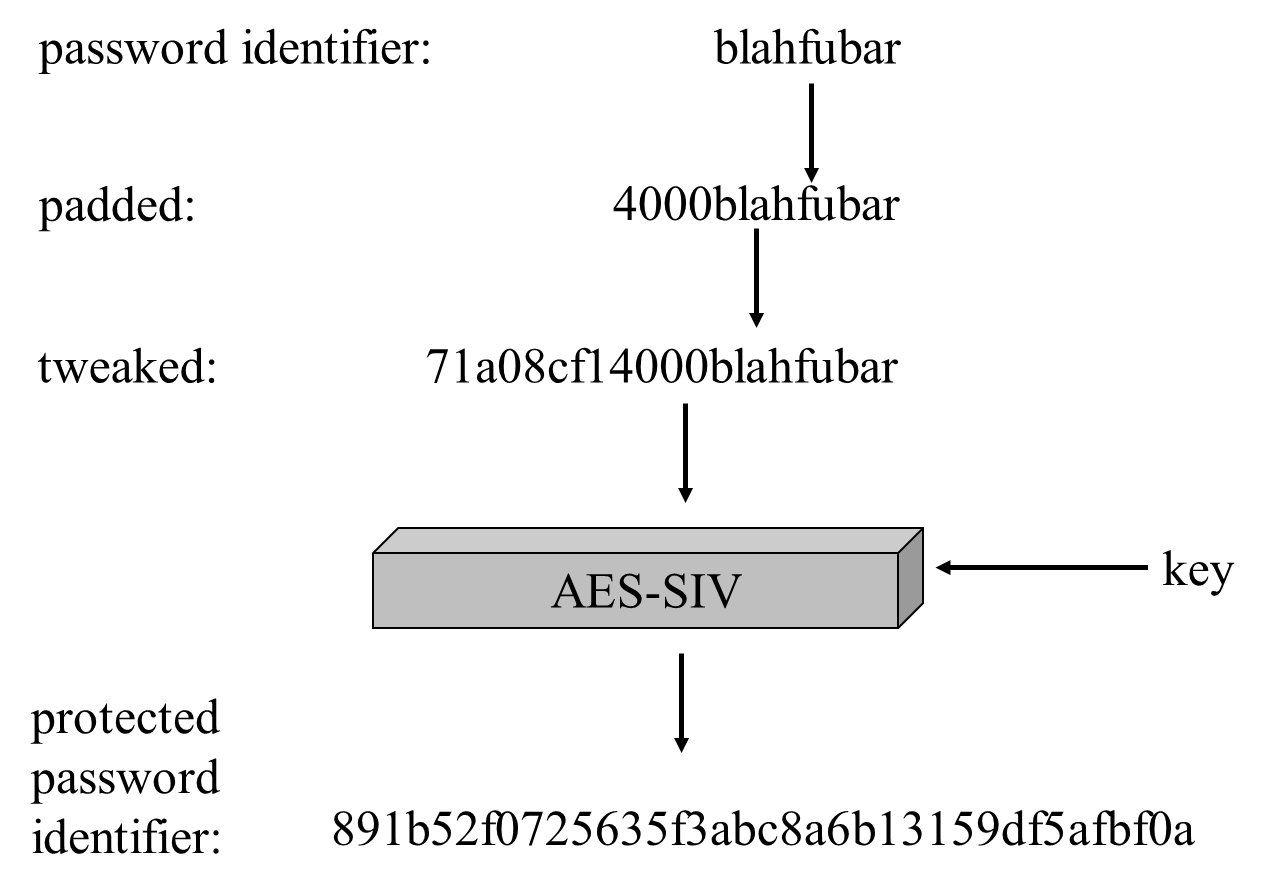 password identifier: blahfubar
padded: 4000blahfubar
tweaked: 71a08cf14000blahfubar
AES-SIV
key
protected
password
identifier: 891b52f0725635f3abc8a6b13159df5afbf0a